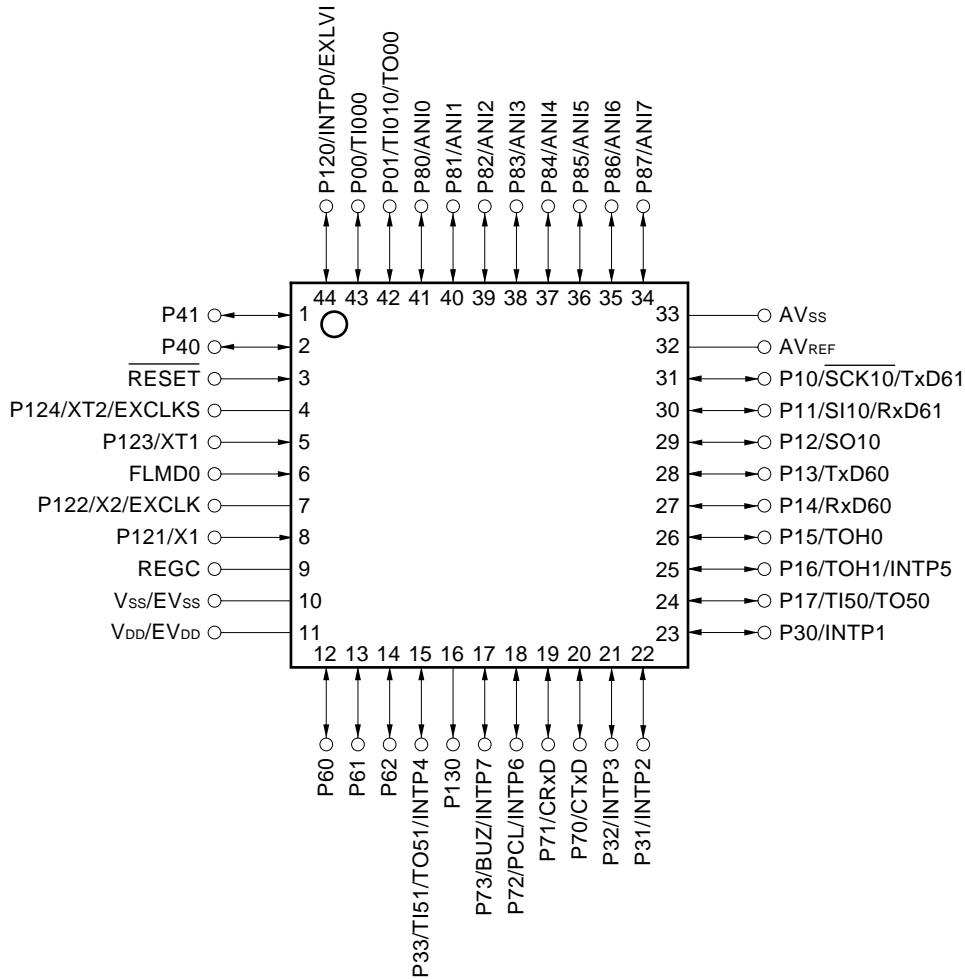 P120/INTP0/EXLVI
P00/TI000
P01/TI010/TO00
P80/ANI0
P81/ANI1
P82/ANI2
P83/ANI3
P84/ANI4
P85/ANI5
P86/ANI6
P87/ANI7
44 43 42 41 40 39 38 37 36 35 34
P41 1
P40 2
RESET 3
P124/XT2/EXCLKS 4
P123/XT1 5
FLMD0 6
P122/X2/EXCLK 7
P121/X1 8
REGC 9
VSS/EVSS 10
VDD/EVDD 11
33 AVSS
32 AVREF
31 P10/SCK10/TxD61
30 P11/SI10/RxD61
29 P12/SO10
28 P13/TxD60
27 P14/RxD60
26 P15/TOH0
25 P16/TOH1/INTP5
24 P17/TI50/TO50
23 P30/INTP1
12 13 14 15 16 17 18 19 20 21 22
P60
P61
P62
P33/TI51/TO51/INTP4
P130
P73/BUZ/INTP7
P72/PCL/INTP6
P71/CRxD
P70/CTxD
P32/INTP3
P31/INTP2